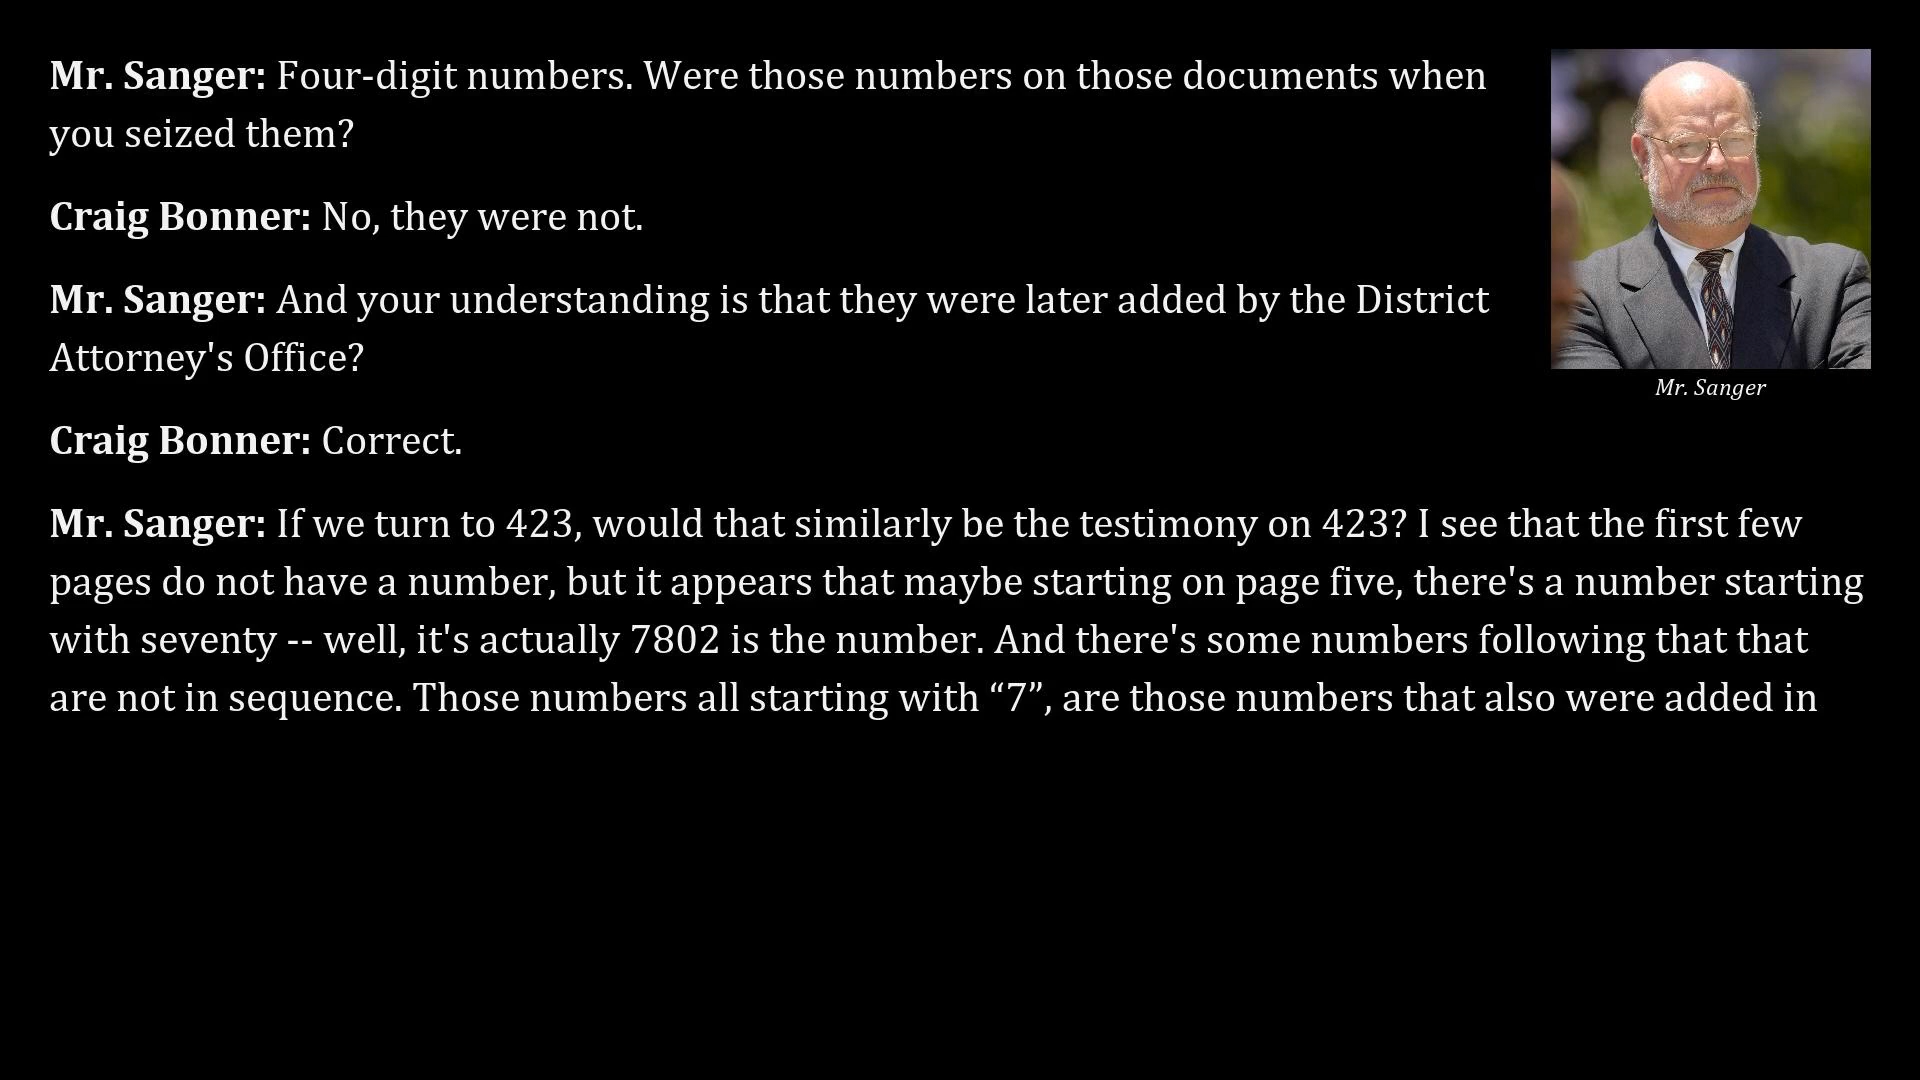 Mr. Sanger: Four-digit numbers. Were those numbers on those documents when
you seized them?
Craig Bonner: No, they were not.
Mr. Sanger: And your understanding is that they were later added by the District
Attorney's Office?
Mr. Sanger
Craig Bonner: Correct.
Mr. Sanger: If we turn to 423, would that similarly be the testimony on 423? I see that the first few
pages do not have a number, but it appears that maybe starting on page five, there's a number starting
with seventy -- well, it's actually 7802 is the number. And there's some numbers following that that
are not in sequence. Those numbers all starting with “7”, are those numbers that also were added in